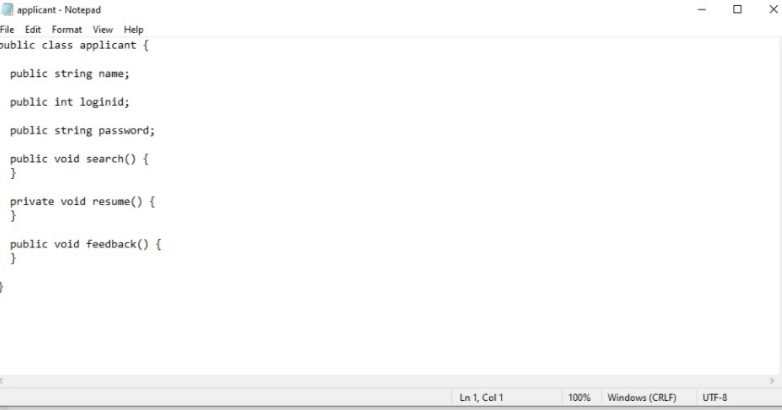 applicant - Notepad
File Edit Format View Help
public class applicant {
public string name;
public int loginid;
public string password;
public void search() {
}
private void resume() {
}
public void feedback() {
}
}
Ln 1, Col 1 100% Windows (CRLF) UTF-8